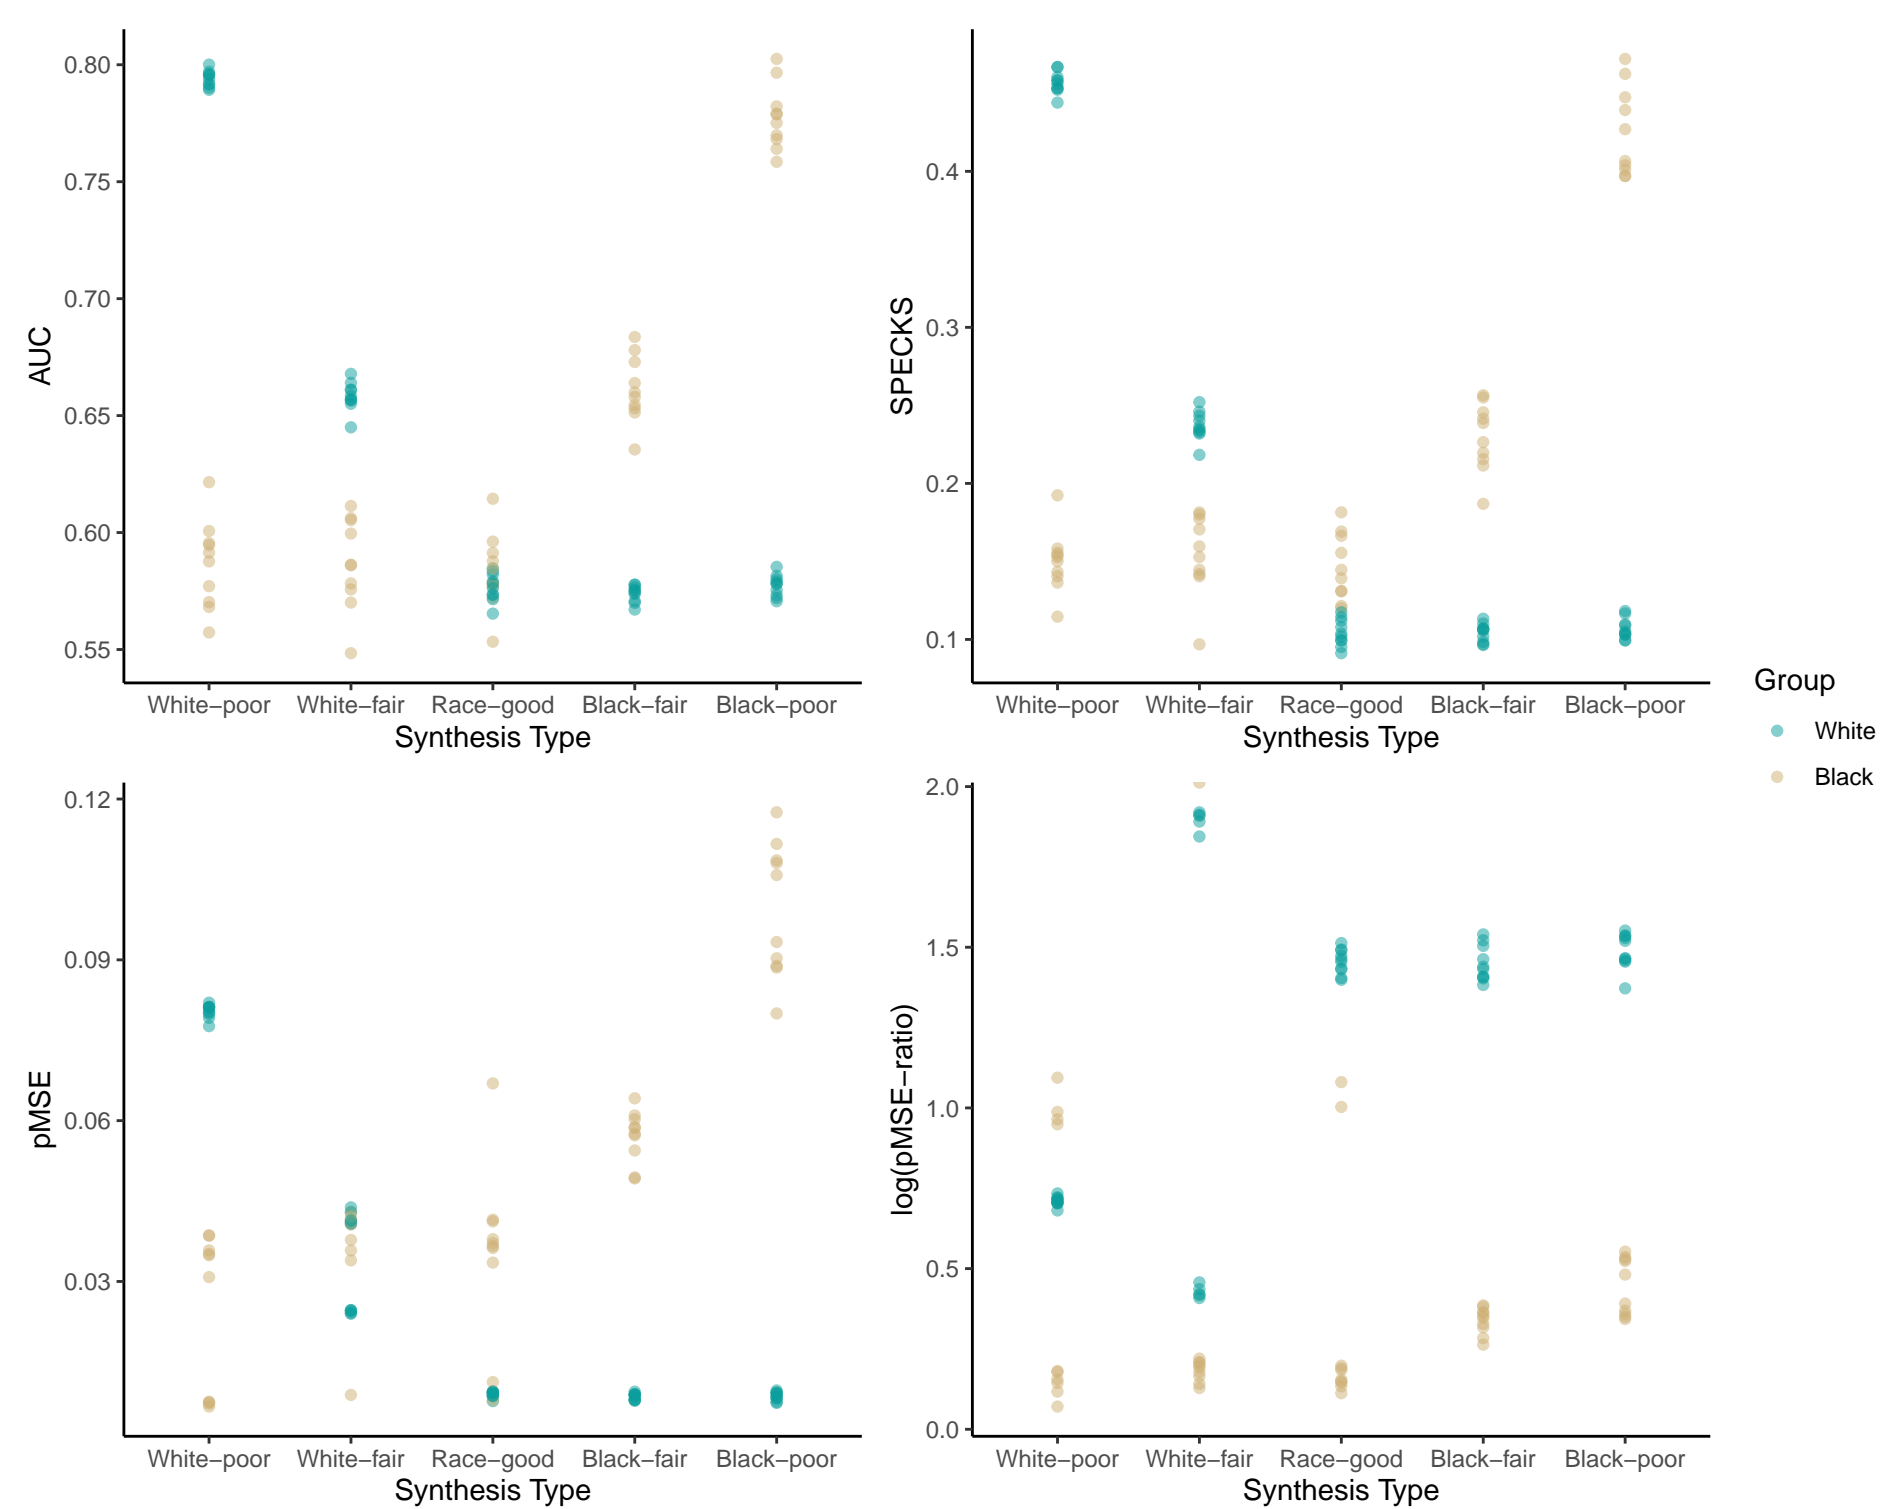 AUC
0.80
0.75
0.70
0.65
0.60
0.55
White−poor White−fair Race−good Black−fair Black−poor
Synthesis Type
SPECKS
0.4
0.3
0.2
0.1
White−poor White−fair Race−good Black−fair Black−poor
Synthesis Type
pMSE
0.12
0.09
0.06
0.03
White−poor White−fair Race−good Black−fair Black−poor
Synthesis Type
log(pMSE−ratio)
2.0
1.5
1.0
0.5
0.0
White−poor White−fair Race−good Black−fair Black−poor
Synthesis Type
Group
White
Black